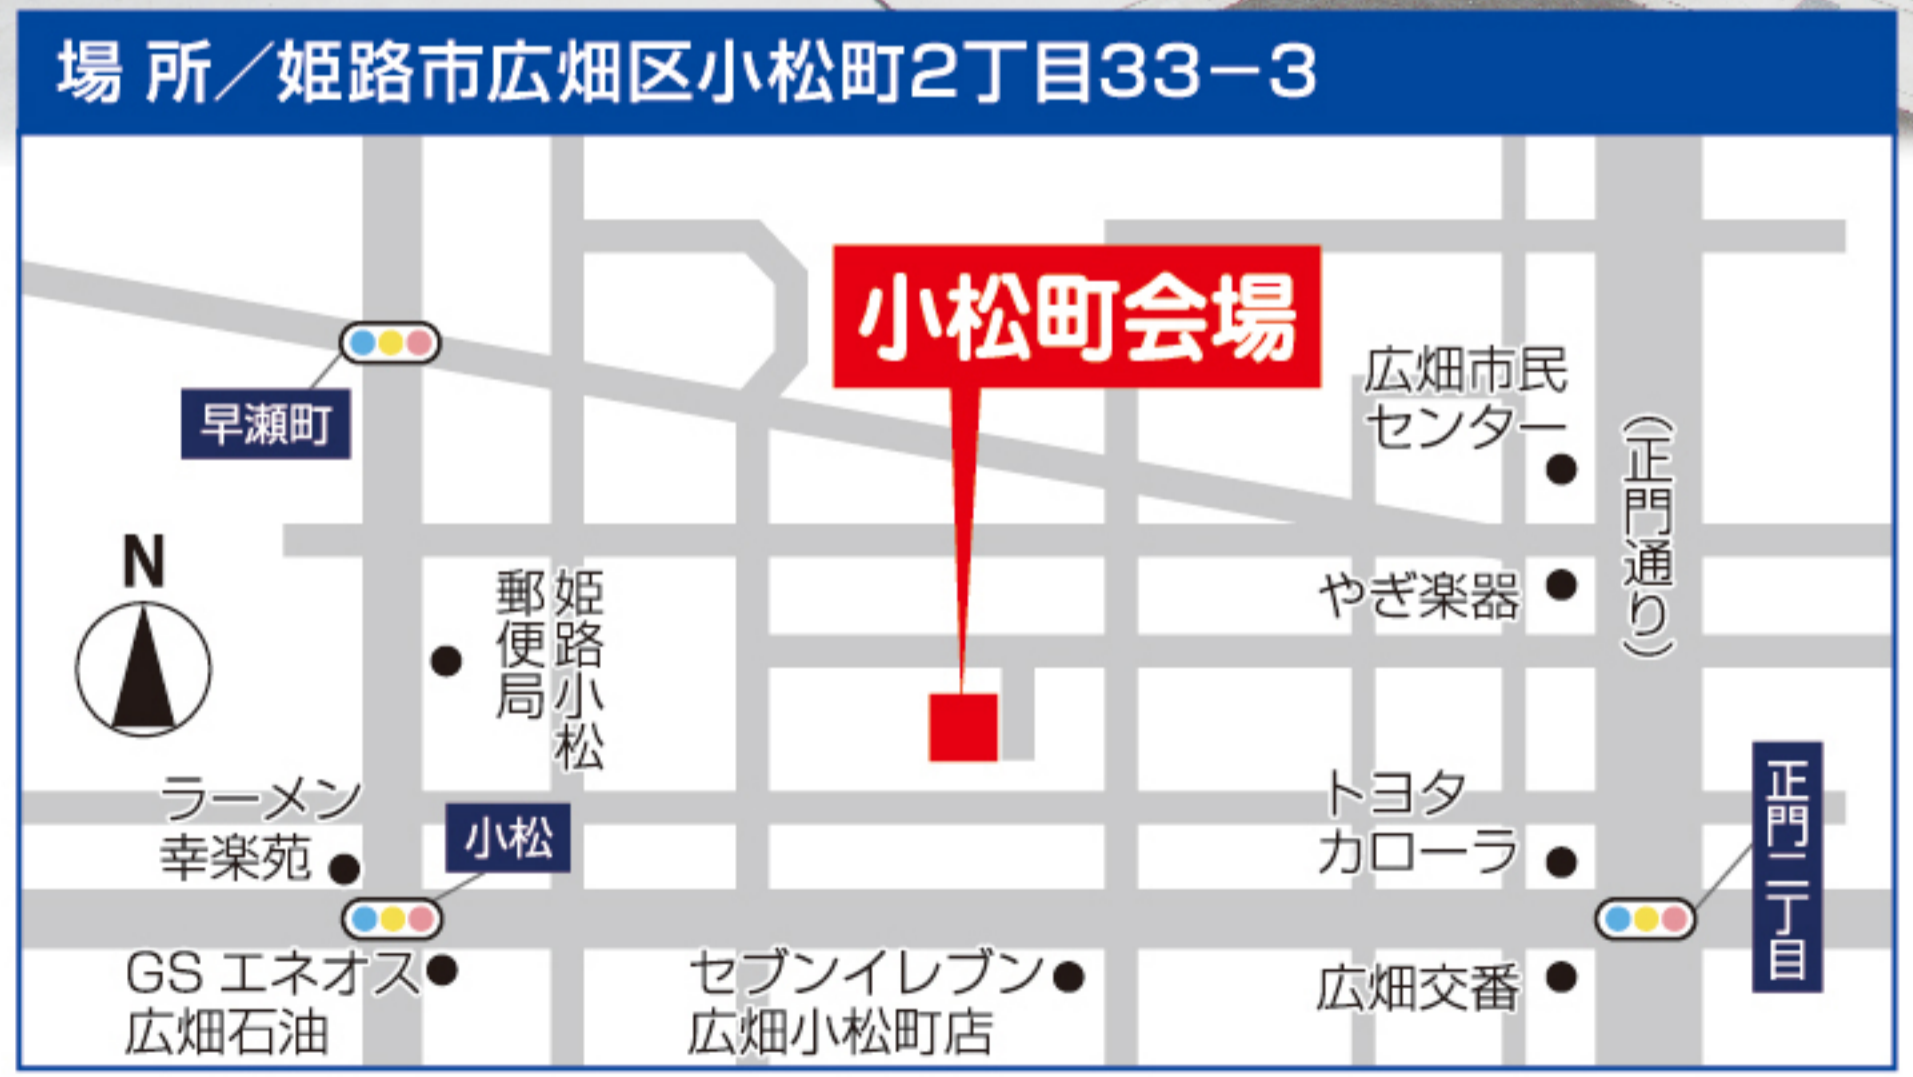 場 所／姫路市広畑区小松町2丁目33−3
小松町会場
早瀬町
広畑市民
センター
（正門通り）
N
やぎ楽器
姫路小松
郵便局
ラーメン
幸楽苑
小松
トヨタ
カローラ
正門二丁目
GS エネオス
広畑石油
セブンイレブン
広畑小松町店
広畑交番